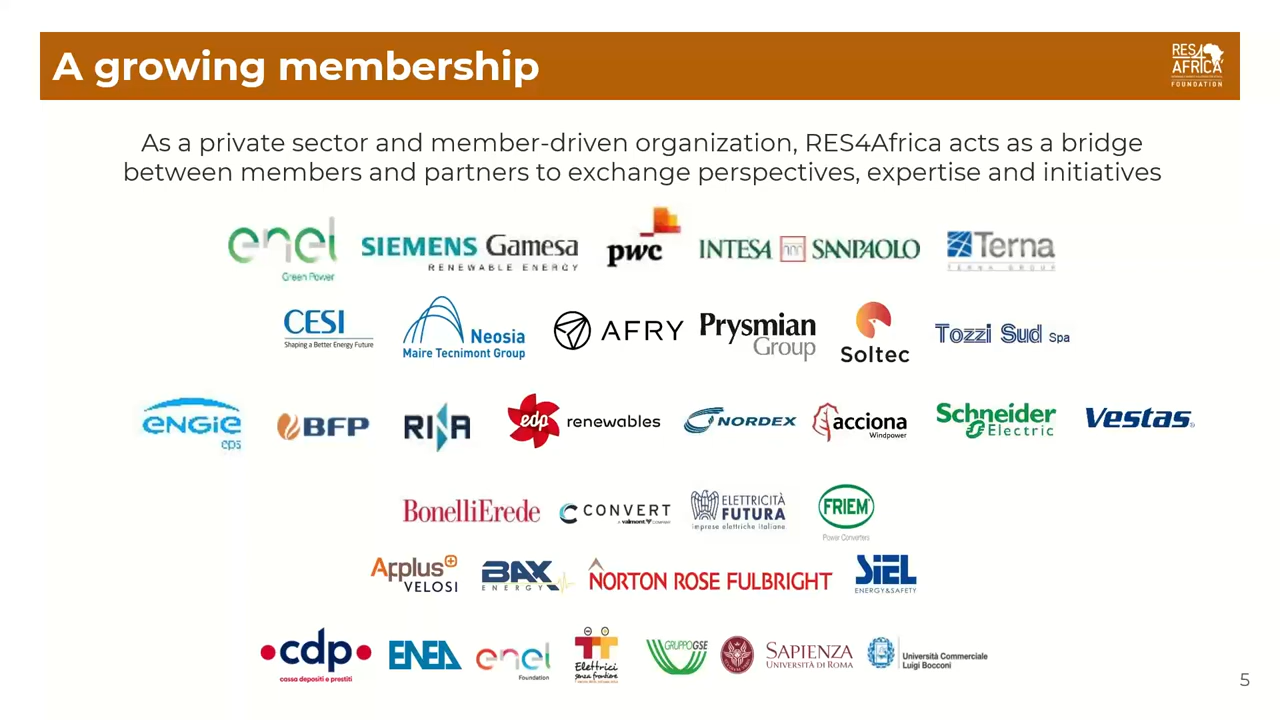 A growing membership
RES4
AFRICA
FOUNDATION
As a private sector and member-driven organization, RES4Africa acts as a bridge
between members and partners to exchange perspectives, expertise and initiatives
enel
Green Power
SIEMENS Gamesa
RENEWABLE ENERGY
pwc
INTESA SANPAOLO
Terna
TERNA GROUP
CESI
Shaping a Better Energy Future
Neosia
Maire Tecnimont Group
AFRY
Prysmian
Group
Soltec
Tozzi Sud Spa
ENGIE
eps
BFP
RINA
edp renewables
NORDEX
acciona
Windpower
Schneider
Electric
Vestas
BonelliErede
CONVERT
A valmont COMPANY
ELETTRICITÀ
FUTURA
imprese elettriche italiane
FRIEM
Power Converters
Applus
VELOSI
BAX
ENERGY
NORTON ROSE FULBRIGHT
SIEL
ENERGY&SAFETY
cdp
cassa depositi e prestiti
ENEA
enel
Foundation
Elettrici
senza frontiere
GRUPPO GSE
SAPIENZA
UNIVERSITÀ DI ROMA
Università Commerciale
Luigi Bocconi
5